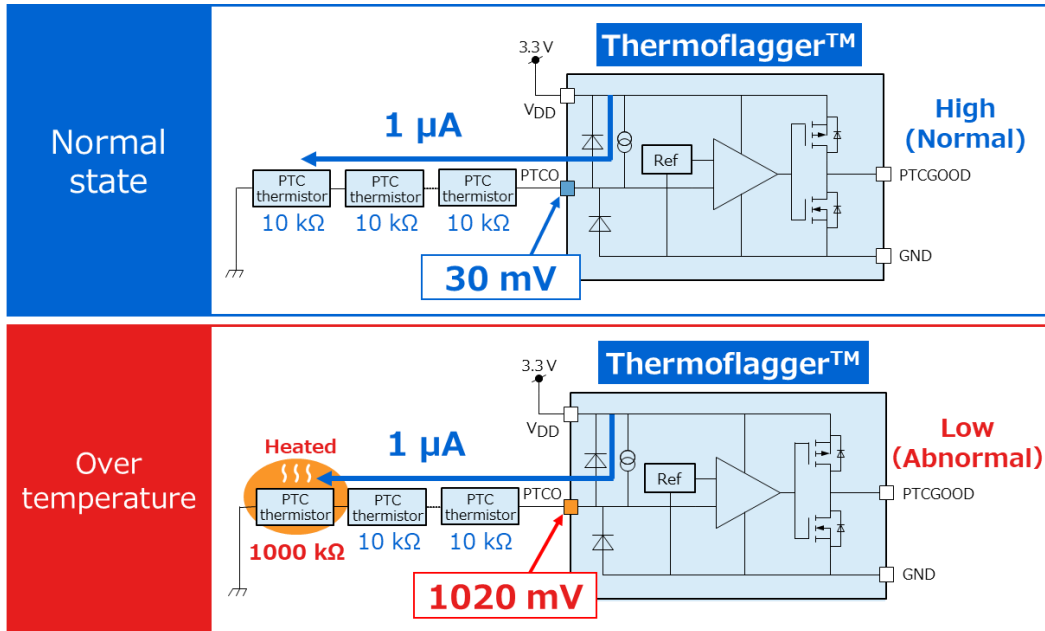 Normal
state
Thermoflagger™
3.3 V
VDD
1 μA
High
(Normal)
Ref
PTCO
PTCGOOD
PTC
thermistor
PTC
thermistor
PTC
thermistor
10 kΩ
10 kΩ
10 kΩ
GND
30 mV
Over
temperature
Thermoflagger™
3.3 V
VDD
Heated
1 μA
Low
(Abnormal)
Ref
PTCO
PTCGOOD
PTC
thermistor
PTC
thermistor
PTC
thermistor
1000 kΩ
10 kΩ
10 kΩ
GND
1020 mV